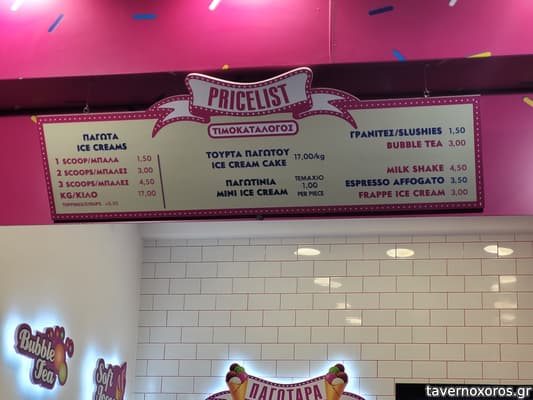 PRICELIST
ΤΙΜΟΚΑΤΑΛΟΓΟΣ
ΠΑΓΩΤΑ
ICE CREAMS
1 SCOOP/ΜΠΑΛΑ 1,50
2 SCOOPS/ΜΠΑΛΕΣ 3,00
3 SCOOPS/ΜΠΑΛΕΣ 4,50
KG/ΚΙΛΟ 17,00
ΤΟΥΡΤΑ ΠΑΓΩΤΟΥ
ICE CREAM CAKE 17,00/kg
ΠΑΓΩΤΙΝΙΑ
MINI ICE CREAM
ΤΕΜΑΧΙΟ
1,00
PER PIECE
ΓΡΑΝΙΤΕΣ/SLUSHIES 1,50
BUBBLE TEA 3,00
MILK SHAKE 4,50
ESPRESSO AFFOGATO 3,50
FRAPPE ICE CREAM 3,00
Bubble
Tea
Soft
ΠΑΓΩΤΑΡΑ
tavernoxoros.gr